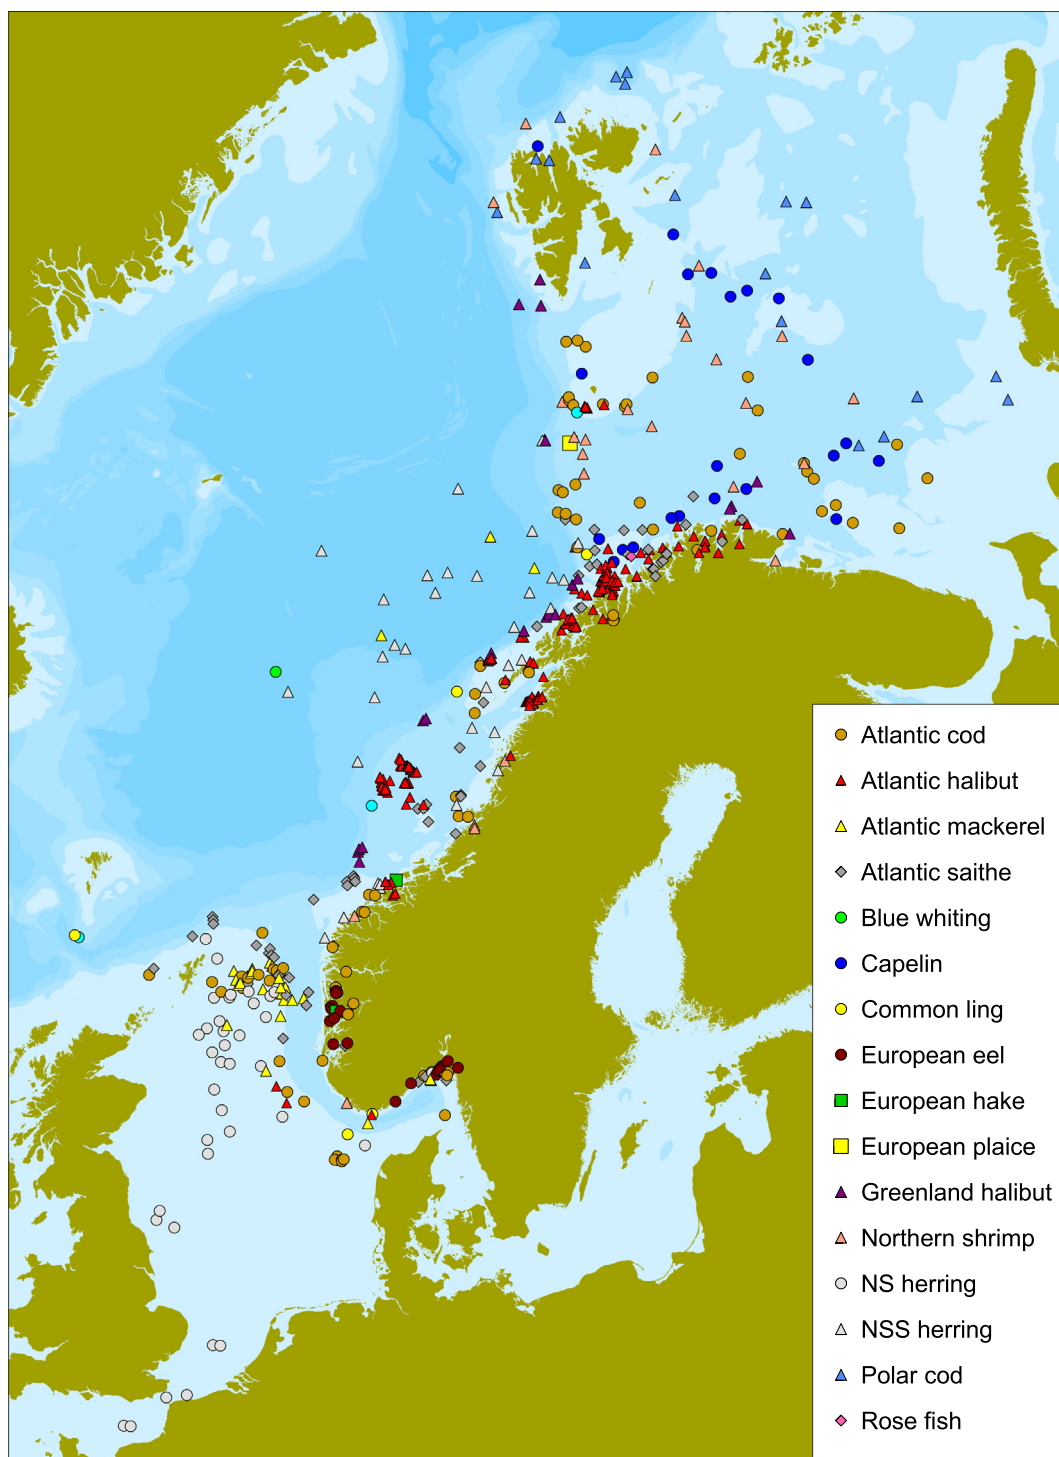 Atlantic cod
Atlantic halibut
Atlantic mackerel
Atlantic saithe
Blue whiting
Capelin
Common ling
European eel
European hake
European plaice
Greenland halibut
Northern shrimp
NS herring
NSS herring
Polar cod
Rose fish